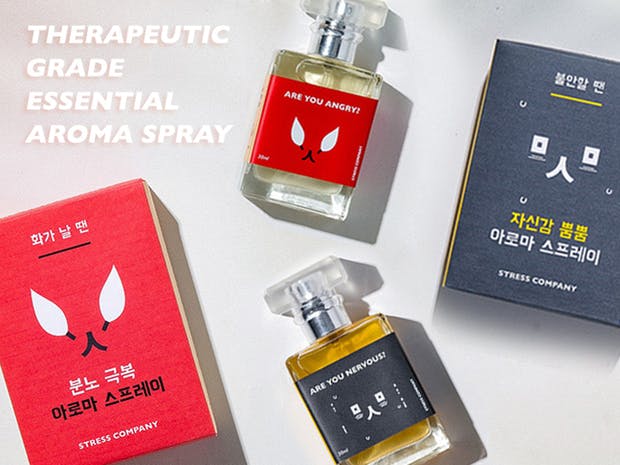 THERAPEUTIC
GRADE
ESSENTIAL
AROMA SPRAY
ARE YOU ANGRY?
30ml
STRESS COMPANY
불안할 땐
자신감 뿜뿜
아로마 스프레이
STRESS COMPANY
화가 날 땐
분노 극복
아로마 스프레이
STRESS COMPANY
ARE YOU NERVOUS?
30ml
STRESS COMPANY